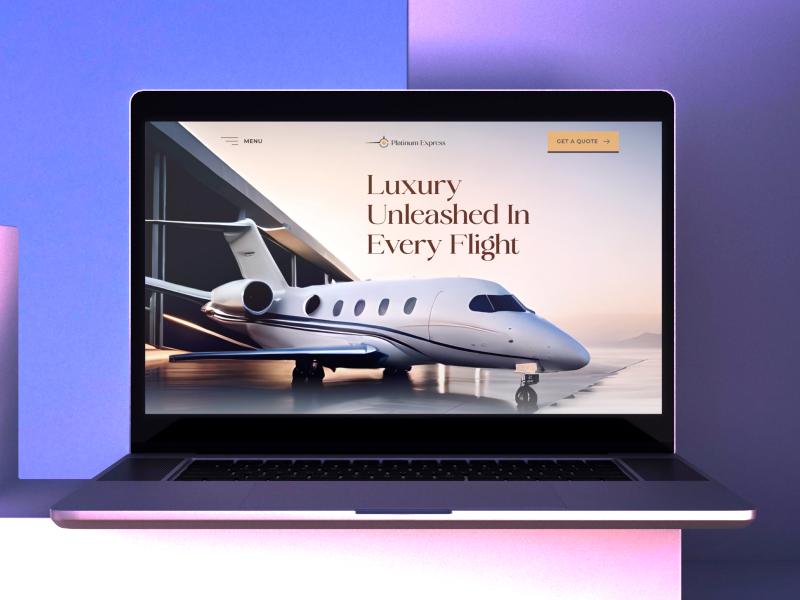 MENU
Platinum Express
GET A QUOTE
Luxury
Unleashed In
Every Flight